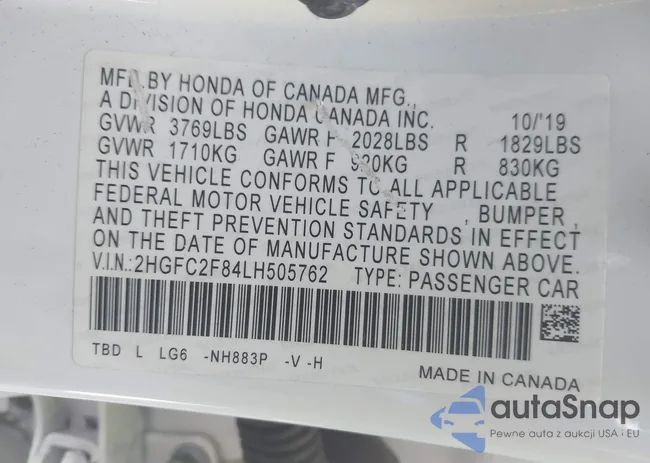 MFD. BY HONDA OF CANADA MFG.,
A DIVISION OF HONDA CANADA INC. 10/'19
GVWR 3769LBS GAWR F 2028LBS R 1829LBS
GVWR 1710KG GAWR F 920KG R 830KG
THIS VEHICLE CONFORMS TO ALL APPLICABLE
FEDERAL MOTOR VEHICLE SAFETY , BUMPER ,
AND THEFT PREVENTION STANDARDS IN EFFECT
ON THE DATE OF MANUFACTURE SHOWN ABOVE.
V.I.N.:2HGFC2F84LH505762 TYPE: PASSENGER CAR
TBD L LG6 -NH883P -V -H
MADE IN CANADA
autaSnap
Pewne auta z aukcji USA i EU